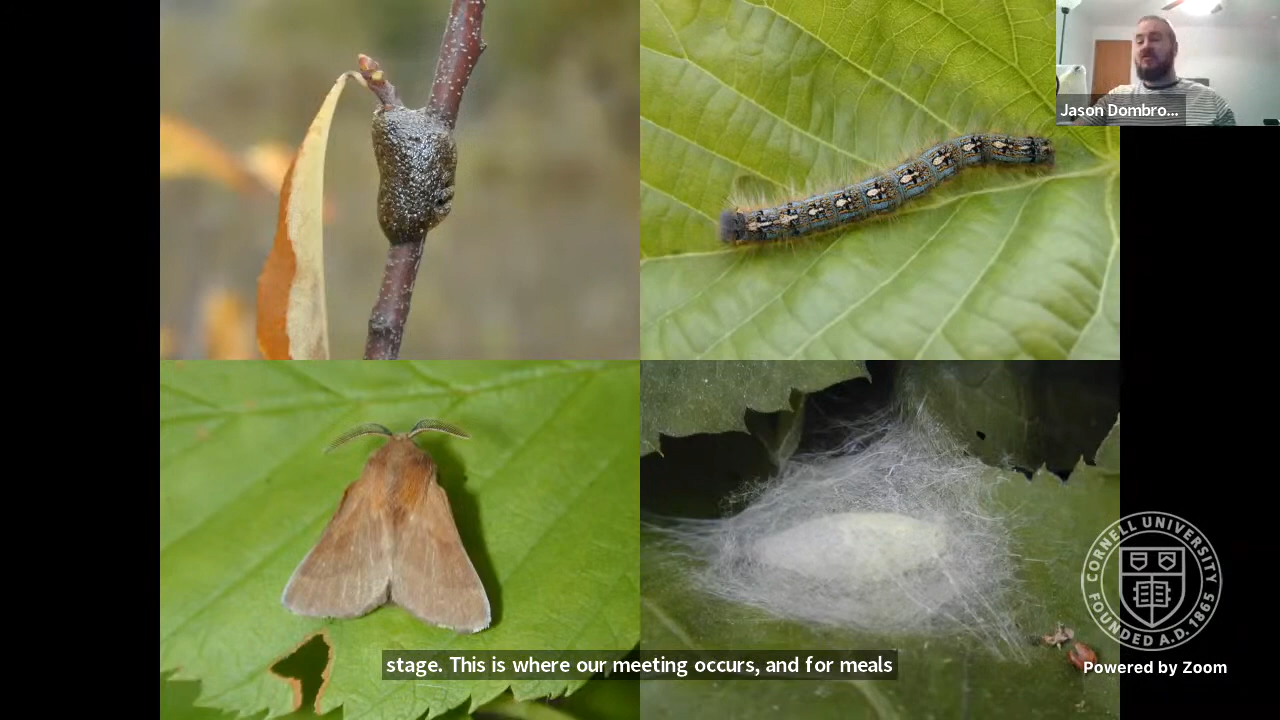 Jason Dombro...
CORNELL UNIVERSITY
FOUNDED A.D. 1865
stage. This is where our meeting occurs, and for meals
Powered by Zoom